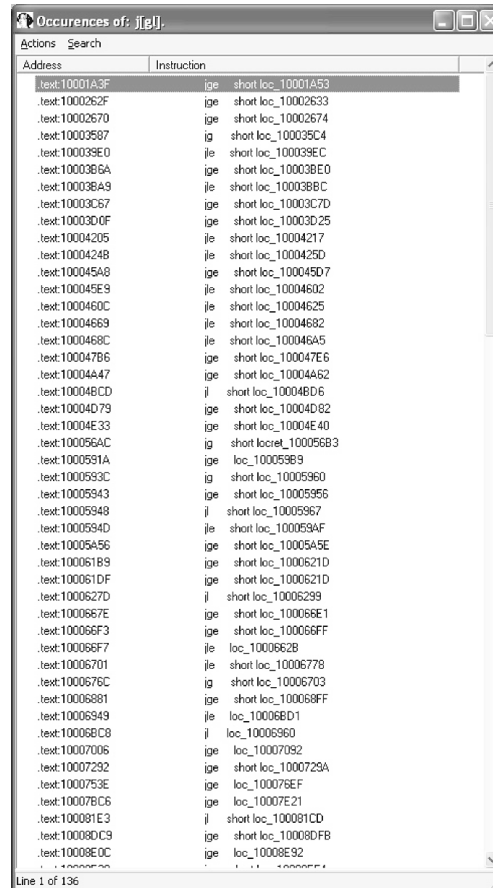 Occurences of: j[gl].
Actions Search
Address Instruction
.text:10001A3F jge short loc_10001A53
.text:1000262F jge short loc_10002633
.text:10002670 jge short loc_10002674
.text:10003587 jg short loc_100035C4
.text:100039E0 jle short loc_100039EC
.text:10003B6A jge short loc_10003BE0
.text:10003BA9 jle short loc_10003BBC
.text:10003C67 jge short loc_10003C7D
.text:10003D0F jge short loc_10003D25
.text:10004205 jle short loc_10004217
.text:1000424B jle short loc_1000425D
.text:100045A8 jge short loc_100045D7
.text:100045E9 jle short loc_10004602
.text:1000460C jle short loc_10004625
.text:10004669 jle short loc_10004682
.text:1000468C jle short loc_100046A5
.text:100047B6 jge short loc_100047E6
.text:10004A47 jge short loc_10004A62
.text:10004BCD jl short loc_10004BD6
.text:10004D79 jge short loc_10004D82
.text:10004E33 jge short loc_10004E40
.text:100056AC jg short locret_100056B3
.text:1000591A jge loc_100059B9
.text:1000593C jg short loc_10005960
.text:10005943 jge short loc_10005956
.text:10005948 jl short loc_10005967
.text:1000594D jle short loc_100059AF
.text:10005A56 jge short loc_10005A5E
.text:100061B9 jge short loc_1000621D
.text:100061DF jge short loc_1000621D
.text:1000627D jl short loc_10006299
.text:1000667E jge short loc_100066E1
.text:100066F3 jge short loc_100066FF
.text:100066F7 jle loc_1000662B
.text:10006701 jle short loc_10006778
.text:1000676C jg short loc_10006703
.text:10006881 jge short loc_100068FF
.text:10006949 jle loc_10006BD1
.text:10006BC8 jl loc_10006960
.text:10007006 jge loc_10007092
.text:10007292 jge short loc_1000729A
.text:1000753E jge loc_100076EF
.text:10007BC6 jge loc_10007E21
.text:100081E3 jl short loc_100081CD
.text:10008DC9 jge short loc_10008DFB
.text:10008E0C jge loc_10008E92
Line 1 of 136